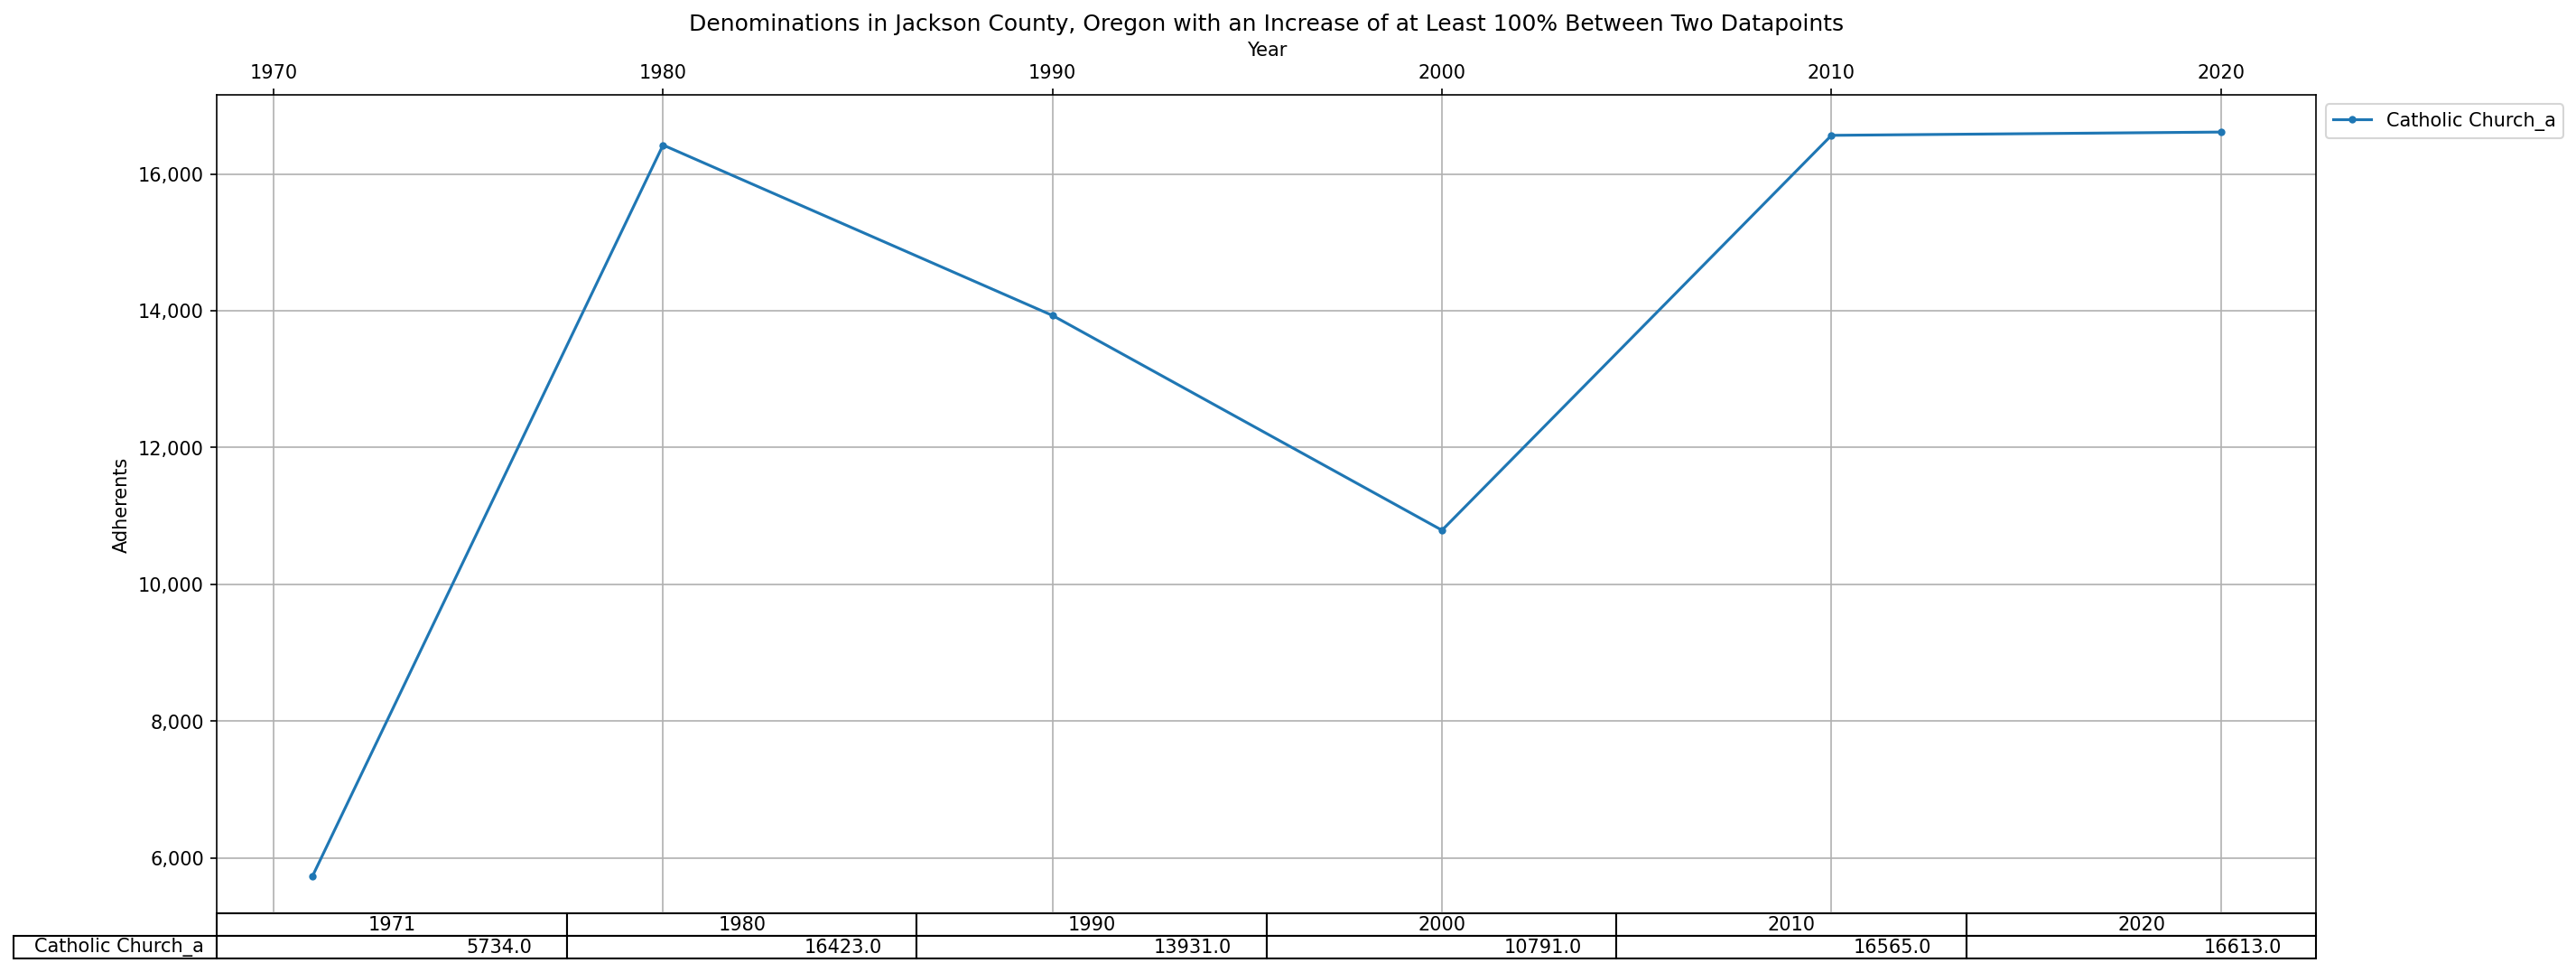 Denominations in Jackson County, Oregon with an Increase of at Least 100% Between Two Datapoints
Year
1970 1980 1990 2000 2010 2020
Catholic Church_a
16,000
14,000
12,000
Adherents
10,000
8,000
6,000
1971 1980 1990 2000 2010 2020
Catholic Church_a 5734.0 16423.0 13931.0 10791.0 16565.0 16613.0